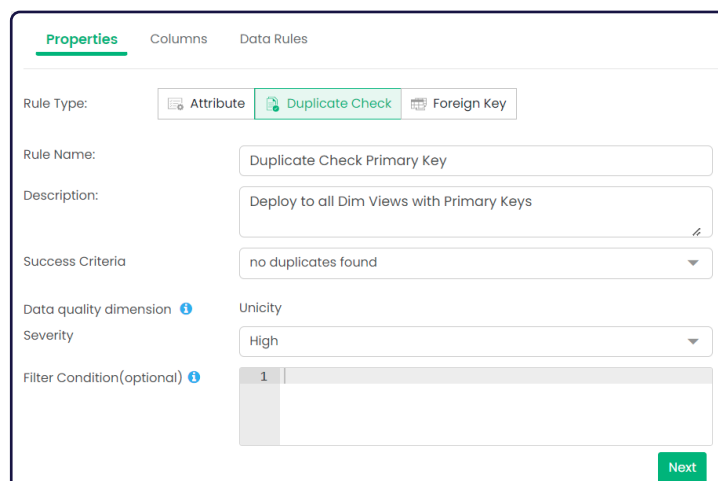 Properties Columns Data Rules
Rule Type: Attribute Duplicate Check Foreign Key
Rule Name: Duplicate Check Primary Key
Description: Deploy to all Dim Views with Primary Keys
Success Criteria no duplicates found
Data quality dimension Unicity
Severity High
Filter Condition(optional) 1
Next